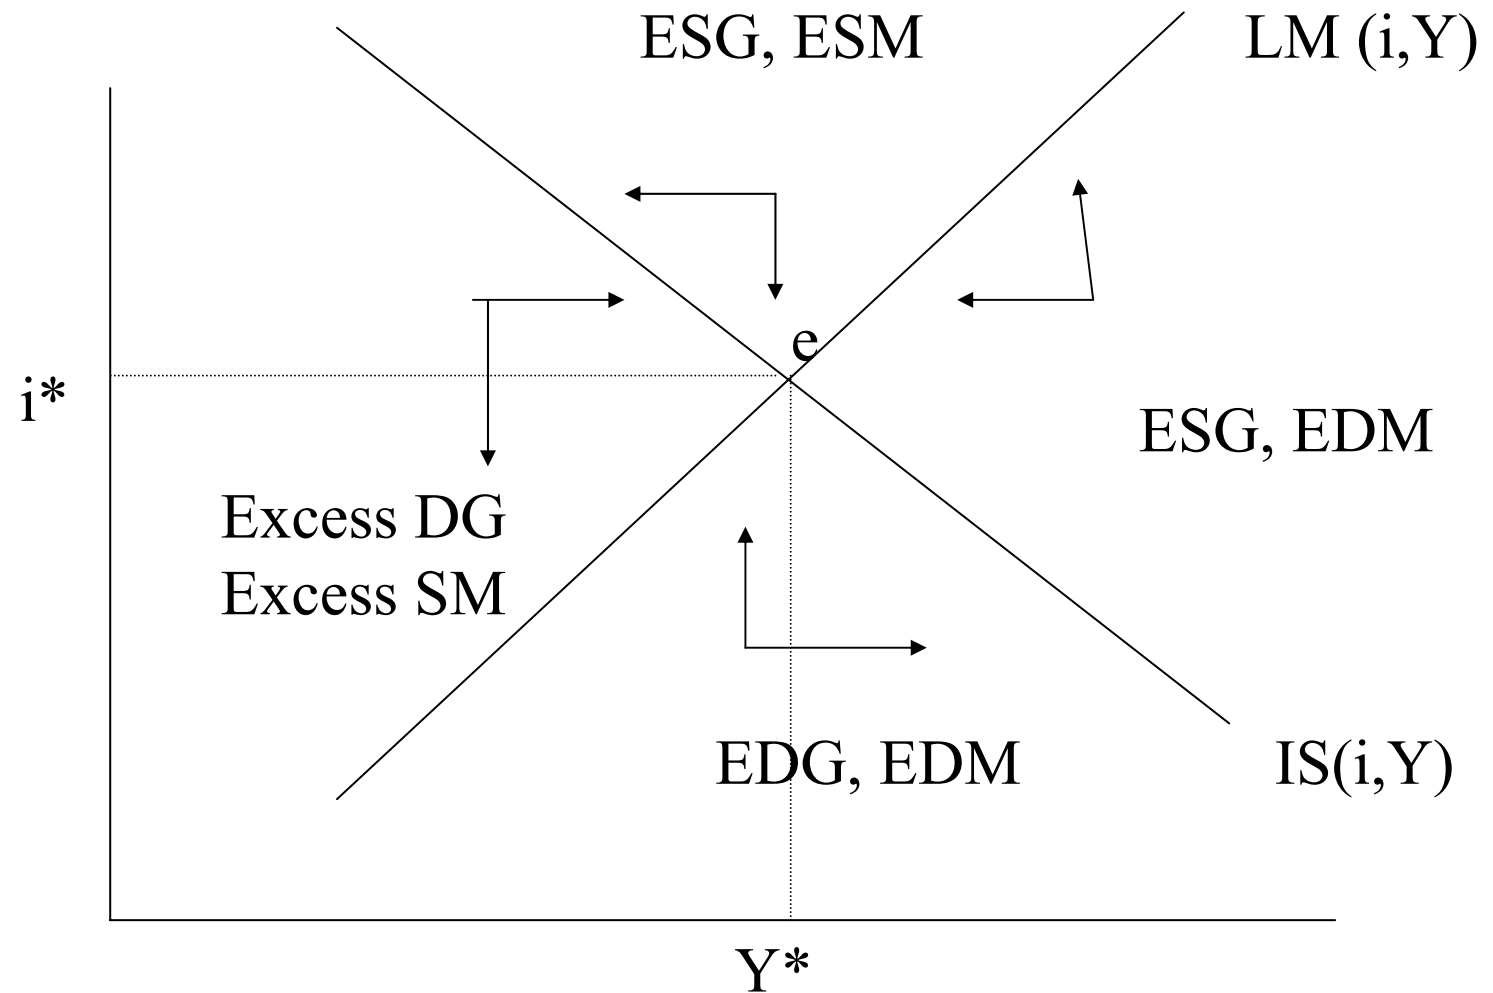 ESG, ESM
LM (i,Y)
e
i*
ESG, EDM
Excess DG
Excess SM
EDG, EDM
IS(i,Y)
Y*